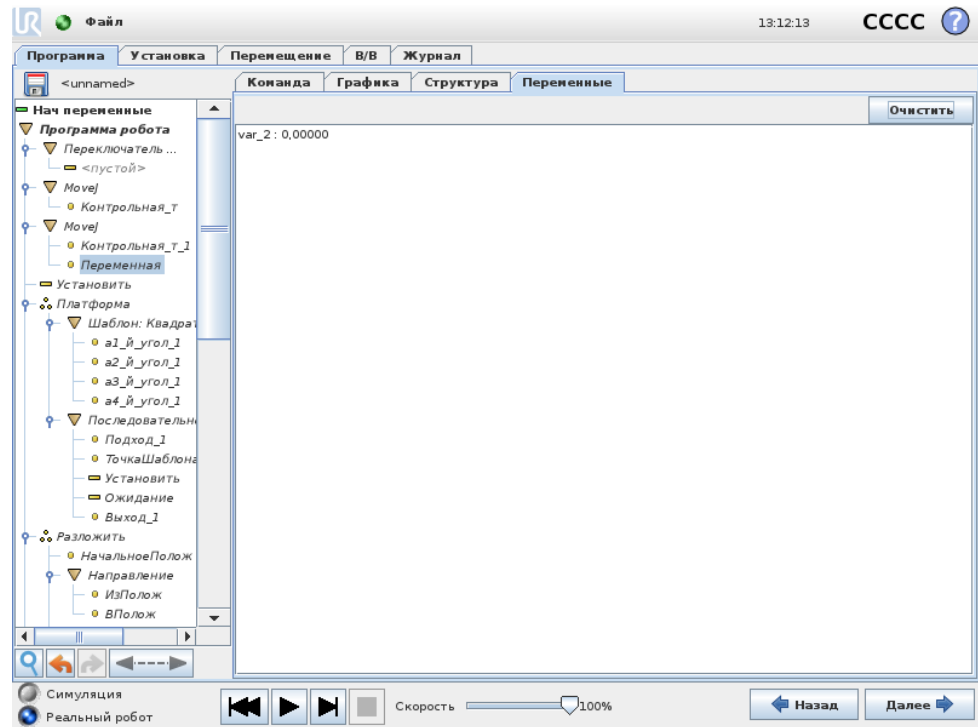 UR Файл 13:12:13 CCCC ?
Программа Установка Перемещение В/В Журнал
<unnamed>
Команда Графика Структура Переменные
Очистить
var_2 : 0,00000
Нач переменные
Программа робота
Переключатель ...
<пустой>
MoveJ
Контрольная_т
MoveJ
Контрольная_т_1
Переменная
Установить
Платформа
Шаблон: Квадрат
a1_й_угол_1
a2_й_угол_1
a3_й_угол_1
a4_й_угол_1
Последовательн
Подход_1
ТочкаШаблона
Установить
Ожидание
Выход_1
Разложить
НачальноеПолож
Направление
ИзПолож
ВПолож
Симуляция
Реальный робот
Скорость 100%
Назад Далее